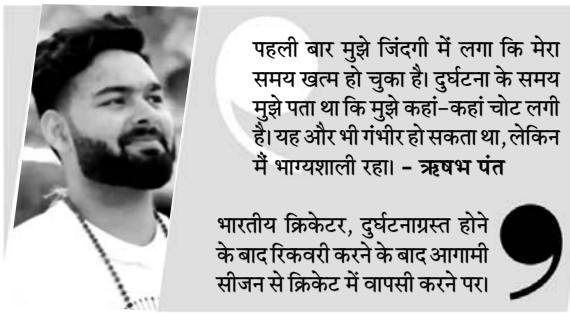 पहली बार मुझे जिंदगी में लगा कि मेरा
समय खत्म हो चुका है। दुर्घटना के समय
मुझे पता था कि मुझे कहां-कहां चोट लगी
है। यह और भी गंभीर हो सकता था, लेकिन
मैं भाग्यशाली रहा। - ऋषभ पंत
भारतीय क्रिकेटर, दुर्घटनाग्रस्त होने
के बाद रिकवरी करने के बाद आगामी
सीजन से क्रिकेट में वापसी करने पर।